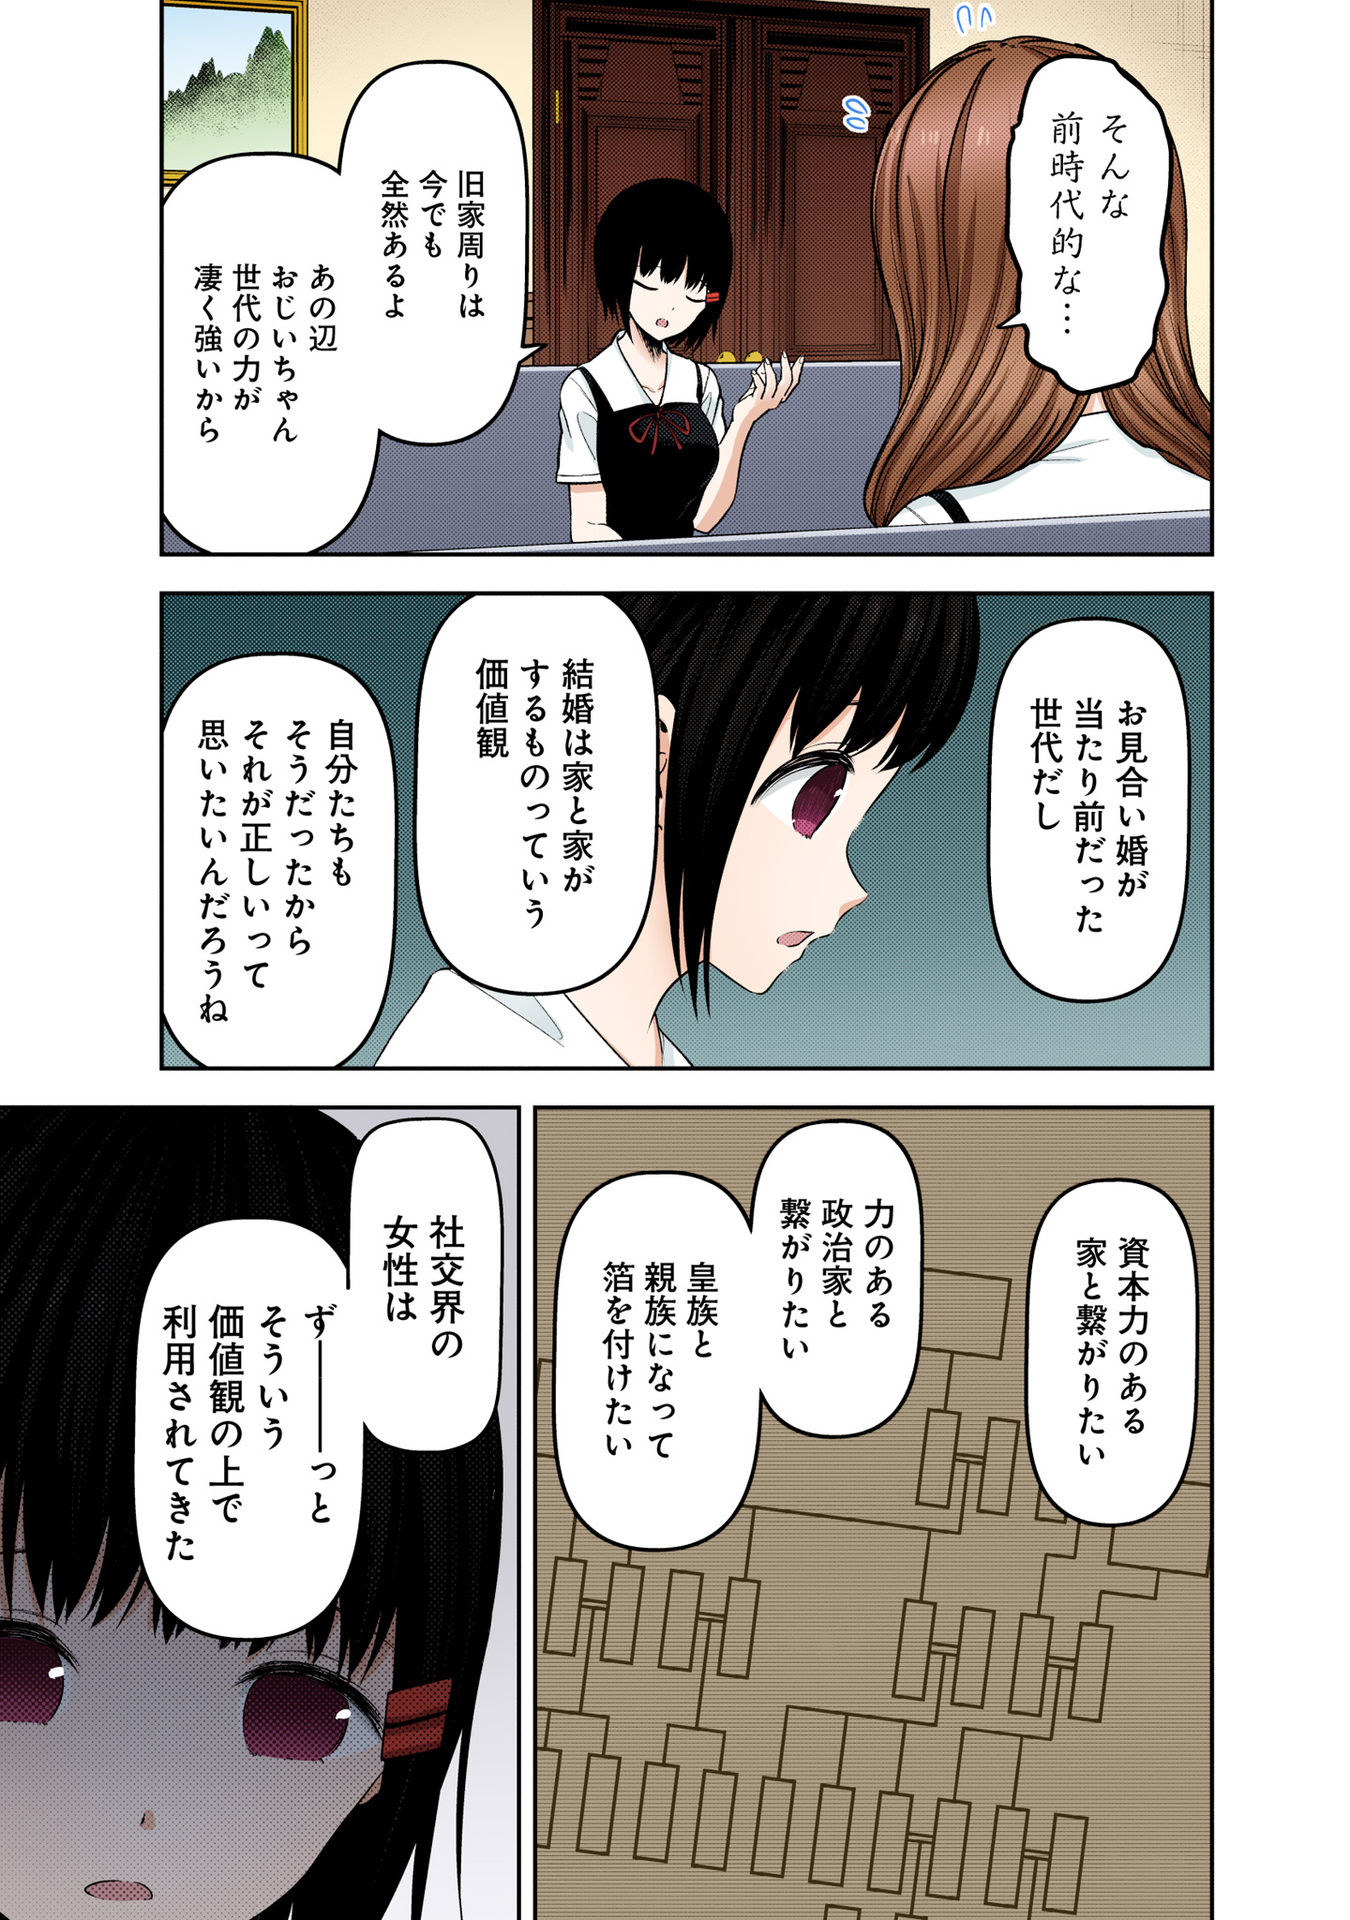 そんな
前時代的な…
旧家周りは
今でも
全然あるよ
あの辺
おじいちゃん
世代の力が
凄く強いから
お見合い婚が
当たり前だった
世代だし
結婚は家と家が
するものっていう
価値観
自分たちも
そうだったから
それが正しいって
思いたいんだろうね
資本力のある
家と繋がりたい
力のある
政治家と
繋がりたい
皇族と
親族になって
箔を付けたい
社交界の
女性は
ず───っと
そういう
価値観の上で
利用されてきた